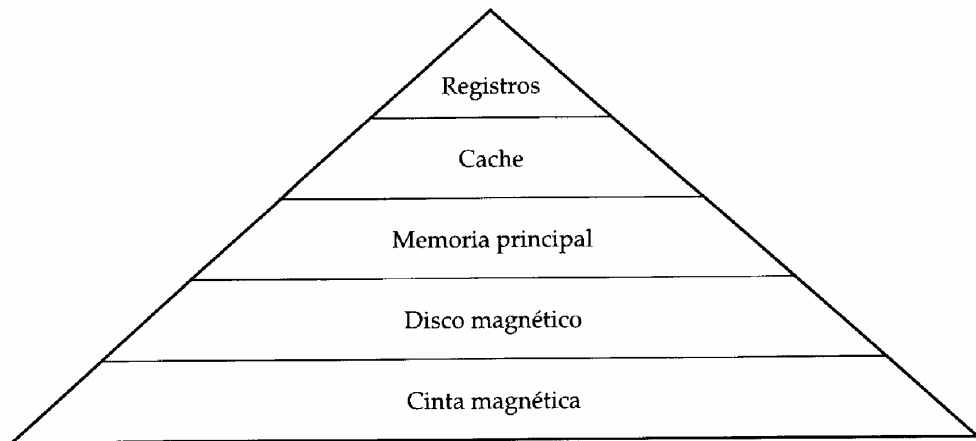 Registros
Cache
Memoria principal
Disco magnético
Cinta magnética